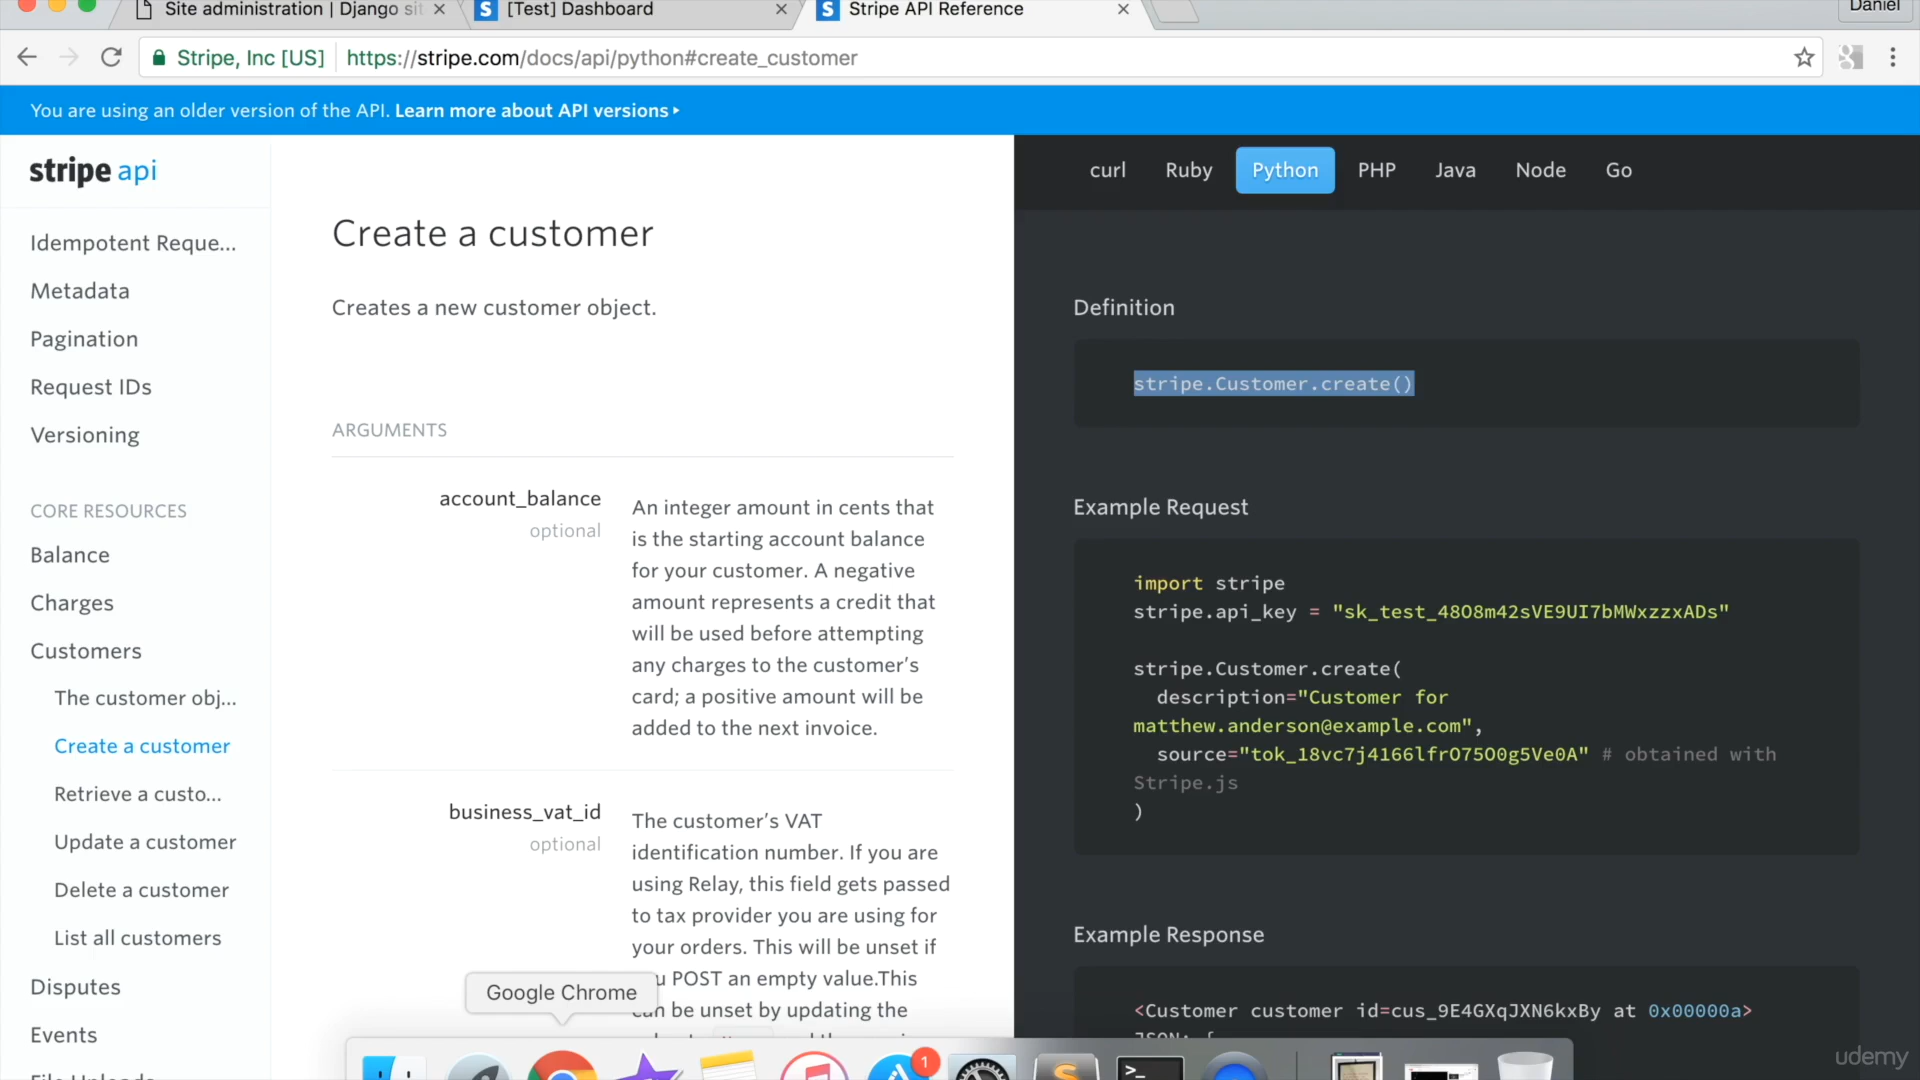 Site administration | Django sit
[Test] Dashboard
Stripe API Reference
Daniel
Stripe, Inc [US]
https://stripe.com/docs/api/python#create_customer
You are using an older version of the API. Learn more about API versions
stripe api
Idempotent Reque...
Metadata
Pagination
Request IDs
Versioning
CORE RESOURCES
Balance
Charges
Customers
The customer obj...
Create a customer
Retrieve a custo...
Update a customer
Delete a customer
List all customers
Disputes
Events
Create a customer
Creates a new customer object.
ARGUMENTS
account_balance
optional
An integer amount in cents that
is the starting account balance
for your customer. A negative
amount represents a credit that
will be used before attempting
any charges to the customer's
card; a positive amount will be
added to the next invoice.
business_vat_id
optional
The customer's VAT
identification number. If you are
using Relay, this field gets passed
to tax provider you are using for
your orders. This will be unset if
POST an empty value.This
can be unset by updating the
Google Chrome
curl
Ruby
Python
PHP
Java
Node
Go
Definition
stripe.Customer.create()
Example Request
import stripe
stripe.api_key = "sk_test_48O8m42sVE9UI7bMWxzzxADs"
stripe.Customer.create(
description="Customer for
matthew.anderson@example.com",
source="tok_18vc7j4166lfrO75O0g5Ve0A" # obtained with
Stripe.js
)
Example Response
<Customer customer id=cus_9E4GXqJXN6kxBy at 0x00000a>
JSON: {
1
udemy